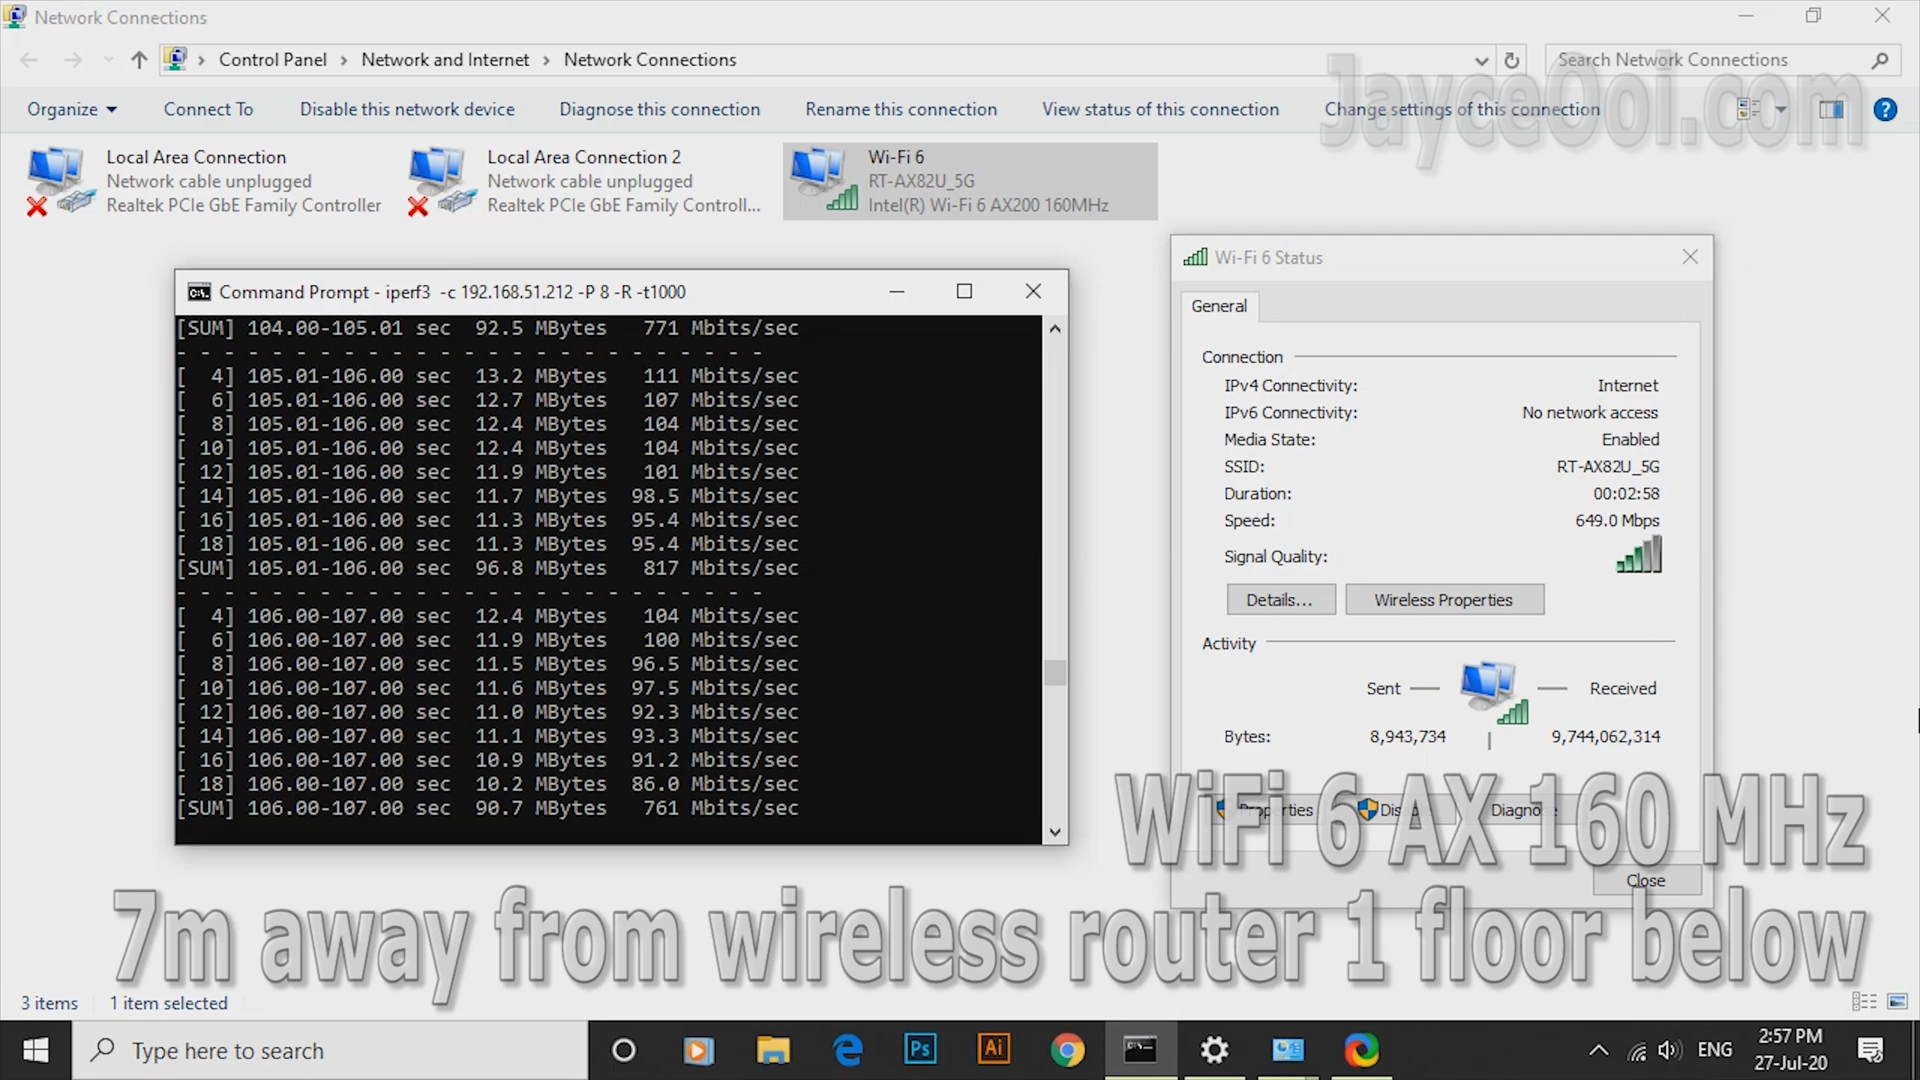 Network Connections
Control Panel > Network and Internet > Network Connections
Search Network Connections
JayceOoi.com
Organize
Connect To
Disable this network device
Diagnose this connection
Rename this connection
View status of this connection
Change settings of this connection
Local Area Connection
Network cable unplugged
Realtek PCIe GbE Family Controller
Local Area Connection 2
Network cable unplugged
Realtek PCIe GbE Family Controll...
Wi-Fi 6
RT-AX82U_5G
Intel(R) Wi-Fi 6 AX200 160MHz
Command Prompt - iperf3 -c 192.168.51.212 -P 8 -R -t1000
[SUM] 104.00-105.01 sec 92.5 MBytes 771 Mbits/sec
- - - - - - - - - - - - - - - - - - - - - - - - -
[ 4] 105.01-106.00 sec 13.2 MBytes 111 Mbits/sec
[ 6] 105.01-106.00 sec 12.7 MBytes 107 Mbits/sec
[ 8] 105.01-106.00 sec 12.4 MBytes 104 Mbits/sec
[ 10] 105.01-106.00 sec 12.4 MBytes 104 Mbits/sec
[ 12] 105.01-106.00 sec 11.9 MBytes 101 Mbits/sec
[ 14] 105.01-106.00 sec 11.7 MBytes 98.5 Mbits/sec
[ 16] 105.01-106.00 sec 11.3 MBytes 95.4 Mbits/sec
[ 18] 105.01-106.00 sec 11.3 MBytes 95.4 Mbits/sec
[SUM] 105.01-106.00 sec 96.8 MBytes 817 Mbits/sec
- - - - - - - - - - - - - - - - - - - - - - - - -
[ 4] 106.00-107.00 sec 12.4 MBytes 104 Mbits/sec
[ 6] 106.00-107.00 sec 11.9 MBytes 100 Mbits/sec
[ 8] 106.00-107.00 sec 11.5 MBytes 96.5 Mbits/sec
[ 10] 106.00-107.00 sec 11.6 MBytes 97.5 Mbits/sec
[ 12] 106.00-107.00 sec 11.0 MBytes 92.3 Mbits/sec
[ 14] 106.00-107.00 sec 11.1 MBytes 93.3 Mbits/sec
[ 16] 106.00-107.00 sec 10.9 MBytes 91.2 Mbits/sec
[ 18] 106.00-107.00 sec 10.2 MBytes 86.0 Mbits/sec
[SUM] 106.00-107.00 sec 90.7 MBytes 761 Mbits/sec
Wi-Fi 6 Status
General
Connection
IPv4 Connectivity: Internet
IPv6 Connectivity: No network access
Media State: Enabled
SSID: RT-AX82U_5G
Duration: 00:02:58
Speed: 649.0 Mbps
Signal Quality:
Details...
Wireless Properties
Activity
Sent — Received
Bytes: 8,943,734 | 9,744,062,314
Properties
Diagnose
Close
WiFi 6 AX 160 MHz
7m away from wireless router 1 floor below
3 items
1 item selected
Type here to search
Ps
Ai
ENG
2:57 PM
27-Jul-20